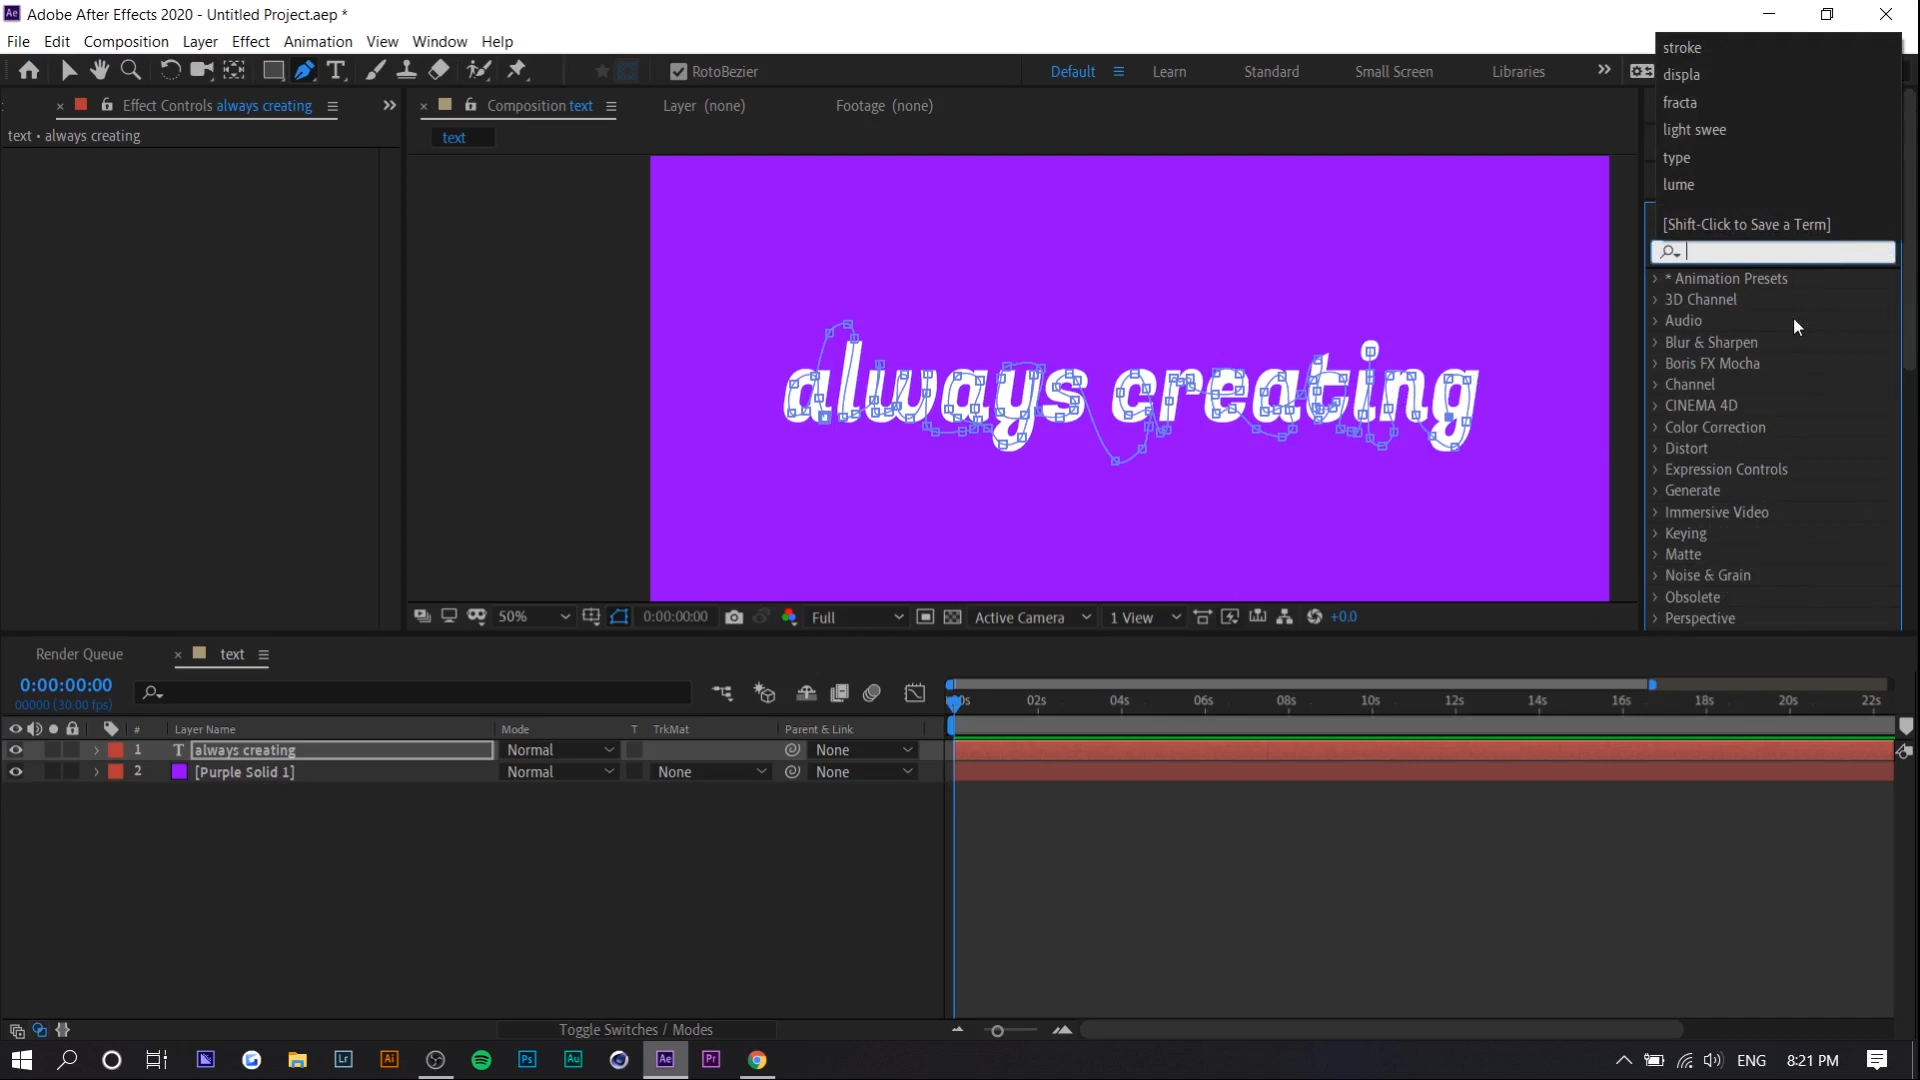 Adobe After Effects 2020 - Untitled Project.aep *
File Edit Composition Layer Effect Animation View Window Help
RotoBezier
Default Learn Standard Small Screen Libraries
Effect Controls always creating
Composition text
Layer (none)
Footage (none)
text • always creating
text
always creating
stroke
displa
fracta
light swee
type
lume
[Shift-Click to Save a Term]
* Animation Presets
3D Channel
Audio
Blur & Sharpen
Boris FX Mocha
Channel
CINEMA 4D
Color Correction
Distort
Expression Controls
Generate
Immersive Video
Keying
Matte
Noise & Grain
Obsolete
Perspective
50% 0:00:00:00 Full Active Camera 1 View +0.0
Render Queue text
0:00:00:00
00000 (30.00 fps)
02s 04s 06s 08s 10s 12s 14s 16s 18s 20s 22s
# Layer Name Mode T TrkMat Parent & Link
1 T always creating Normal None
2 [Purple Solid 1] Normal None None
Toggle Switches / Modes
Lr Ai Ps Au Ae Pr
ENG 8:21 PM